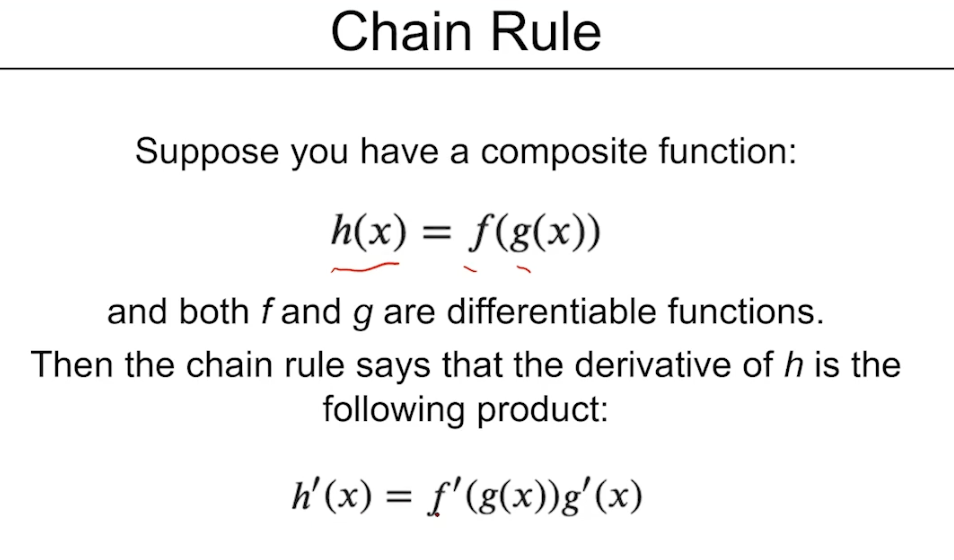 Chain Rule
Suppose you have a composite function:
h(x) = f(g(x))
and both f and g are differentiable functions.
Then the chain rule says that the derivative of h is the
following product:
h′(x) = f′(g(x))g′(x)